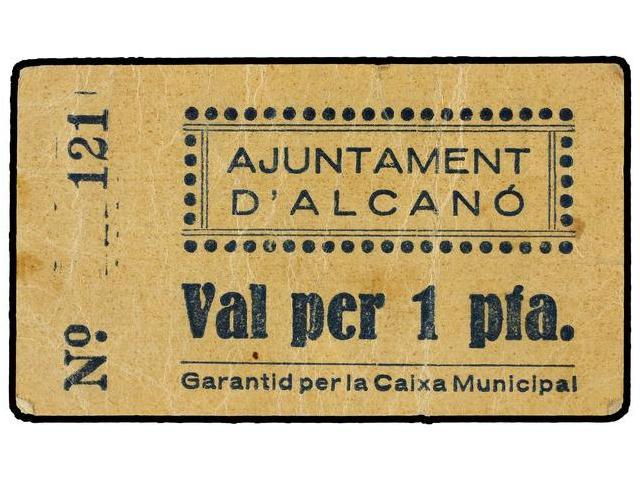 Nº 121
AJUNTAMENT
D'ALCANÓ
Val per 1 pta.
Garantid per la Caixa Municipal